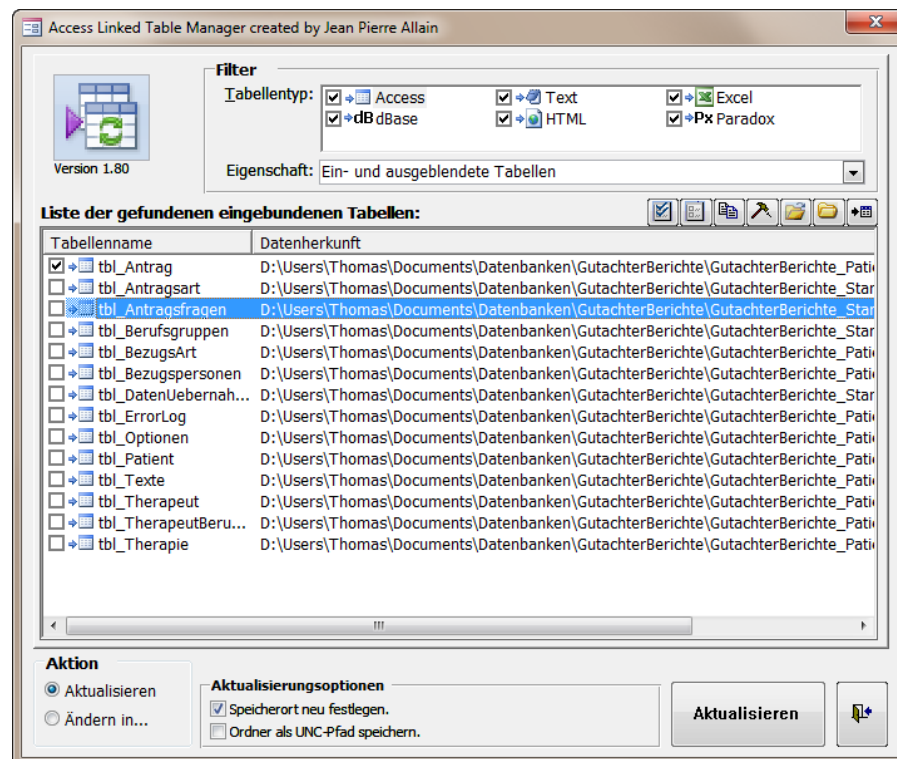 Access Linked Table Manager created by Jean Pierre Allain
Filter
Tabellentyp:
Access
Text
Excel
dB dBase
HTML
Px Paradox
Version 1.80
Eigenschaft: Ein- und ausgeblendete Tabellen
Liste der gefundenen eingebundenen Tabellen:
Tabellenname Datenherkunft
tbl_Antrag D:\Users\Thomas\Documents\Datenbanken\GutachterBerichte\GutachterBerichte_Pati
tbl_Antragsart D:\Users\Thomas\Documents\Datenbanken\GutachterBerichte\GutachterBerichte_Star
tbl_Antragsfragen D:\Users\Thomas\Documents\Datenbanken\GutachterBerichte\GutachterBerichte_Star
tbl_Berufsgruppen D:\Users\Thomas\Documents\Datenbanken\GutachterBerichte\GutachterBerichte_Star
tbl_BezugsArt D:\Users\Thomas\Documents\Datenbanken\GutachterBerichte\GutachterBerichte_Pati
tbl_Bezugspersonen D:\Users\Thomas\Documents\Datenbanken\GutachterBerichte\GutachterBerichte_Pati
tbl_DatenUebernah... D:\Users\Thomas\Documents\Datenbanken\GutachterBerichte\GutachterBerichte_Star
tbl_ErrorLog D:\Users\Thomas\Documents\Datenbanken\GutachterBerichte\GutachterBerichte_Pati
tbl_Optionen D:\Users\Thomas\Documents\Datenbanken\GutachterBerichte\GutachterBerichte_Pati
tbl_Patient D:\Users\Thomas\Documents\Datenbanken\GutachterBerichte\GutachterBerichte_Pati
tbl_Texte D:\Users\Thomas\Documents\Datenbanken\GutachterBerichte\GutachterBerichte_Pati
tbl_Therapeut D:\Users\Thomas\Documents\Datenbanken\GutachterBerichte\GutachterBerichte_Pati
tbl_TherapeutBeru... D:\Users\Thomas\Documents\Datenbanken\GutachterBerichte\GutachterBerichte_Pati
tbl_Therapie D:\Users\Thomas\Documents\Datenbanken\GutachterBerichte\GutachterBerichte_Pati
Aktion
Aktualisieren
Ändern in...
Aktualisierungsoptionen
Speicherort neu festlegen.
Ordner als UNC-Pfad speichern.
Aktualisieren